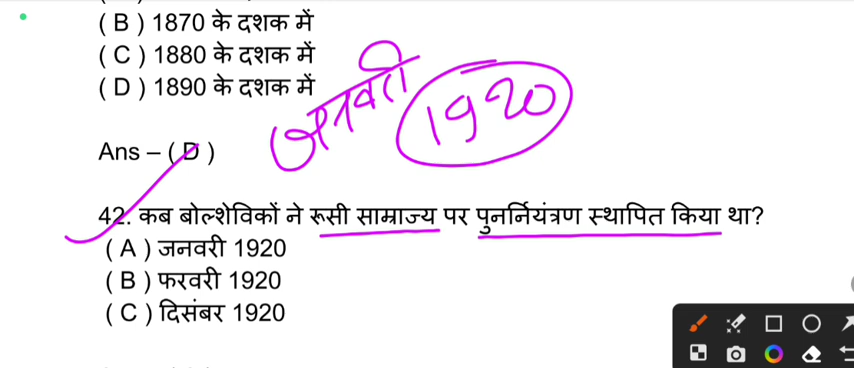 ( B ) 1870 के दशक में
( C ) 1880 के दशक में
( D ) 1890 के दशक में
जनवरी 1920
Ans – ( D )
42. कब बोल्शेविकों ने रूसी साम्राज्य पर पुनर्नियंत्रण स्थापित किया था?
( A ) जनवरी 1920
( B ) फरवरी 1920
( C ) दिसंबर 1920